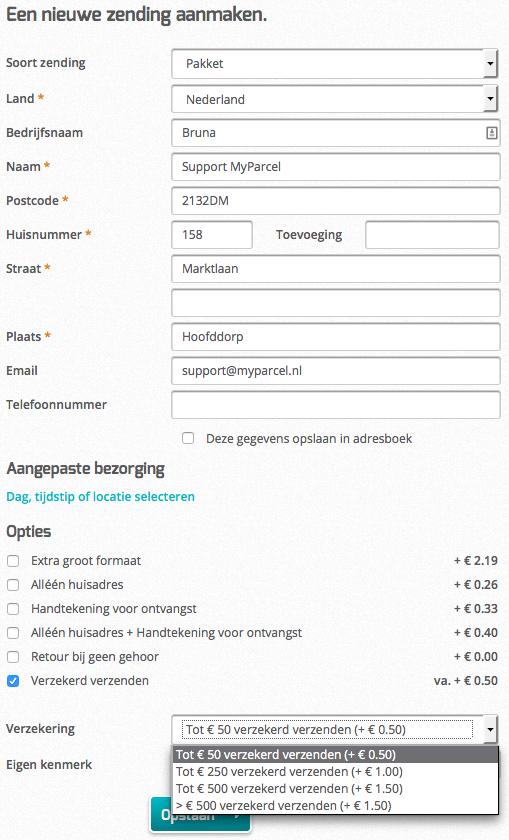 Een nieuwe zending aanmaken.
Soort zending Pakket
Land * Nederland
Bedrijfsnaam Bruna
Naam * Support MyParcel
Postcode * 2132DM
Huisnummer * 158 Toevoeging
Straat * Marktlaan
Plaats * Hoofddorp
Email support@myparcel.nl
Telefoonnummer
Deze gegevens opslaan in adresboek
Aangepaste bezorging
Dag, tijdstip of locatie selecteren
Opties
Extra groot formaat + € 2.19
Alléén huisadres + € 0.26
Handtekening voor ontvangst + € 0.33
Alléén huisadres + Handtekening voor ontvangst + € 0.40
Retour bij geen gehoor + € 0.00
Verzekerd verzenden va. + € 0.50
Verzekering Tot € 50 verzekerd verzenden (+ € 0.50)
Tot € 50 verzekerd verzenden (+ € 0.50)
Eigen kenmerk Tot € 250 verzekerd verzenden (+ € 1.00)
Tot € 500 verzekerd verzenden (+ € 1.50)
> € 500 verzekerd verzenden (+ € 1.50)
Opslaan